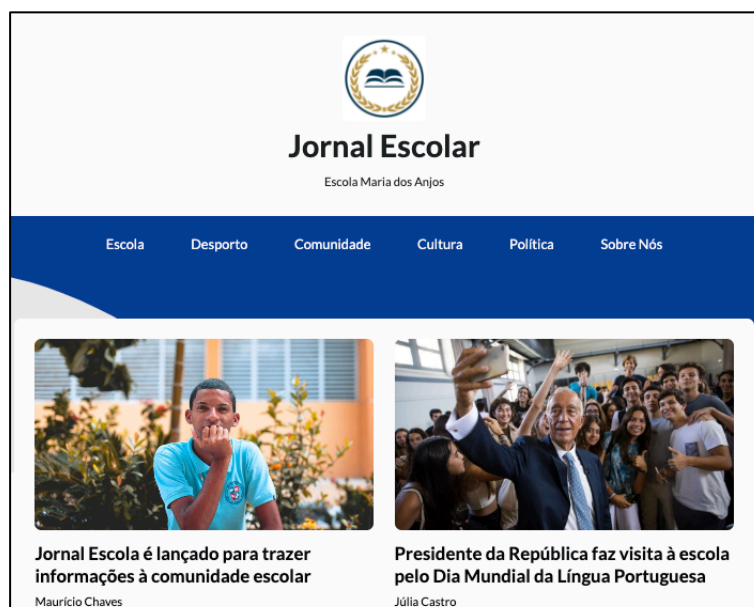 Jornal Escolar
Escola Maria dos Anjos
Escola Desporto Comunidade Cultura Política Sobre Nós
Jornal Escola é lançado para trazer
informações à comunidade escolar
Maurício Chaves
Presidente da República faz visita à escola
pelo Dia Mundial da Língua Portuguesa
Júlia Castro